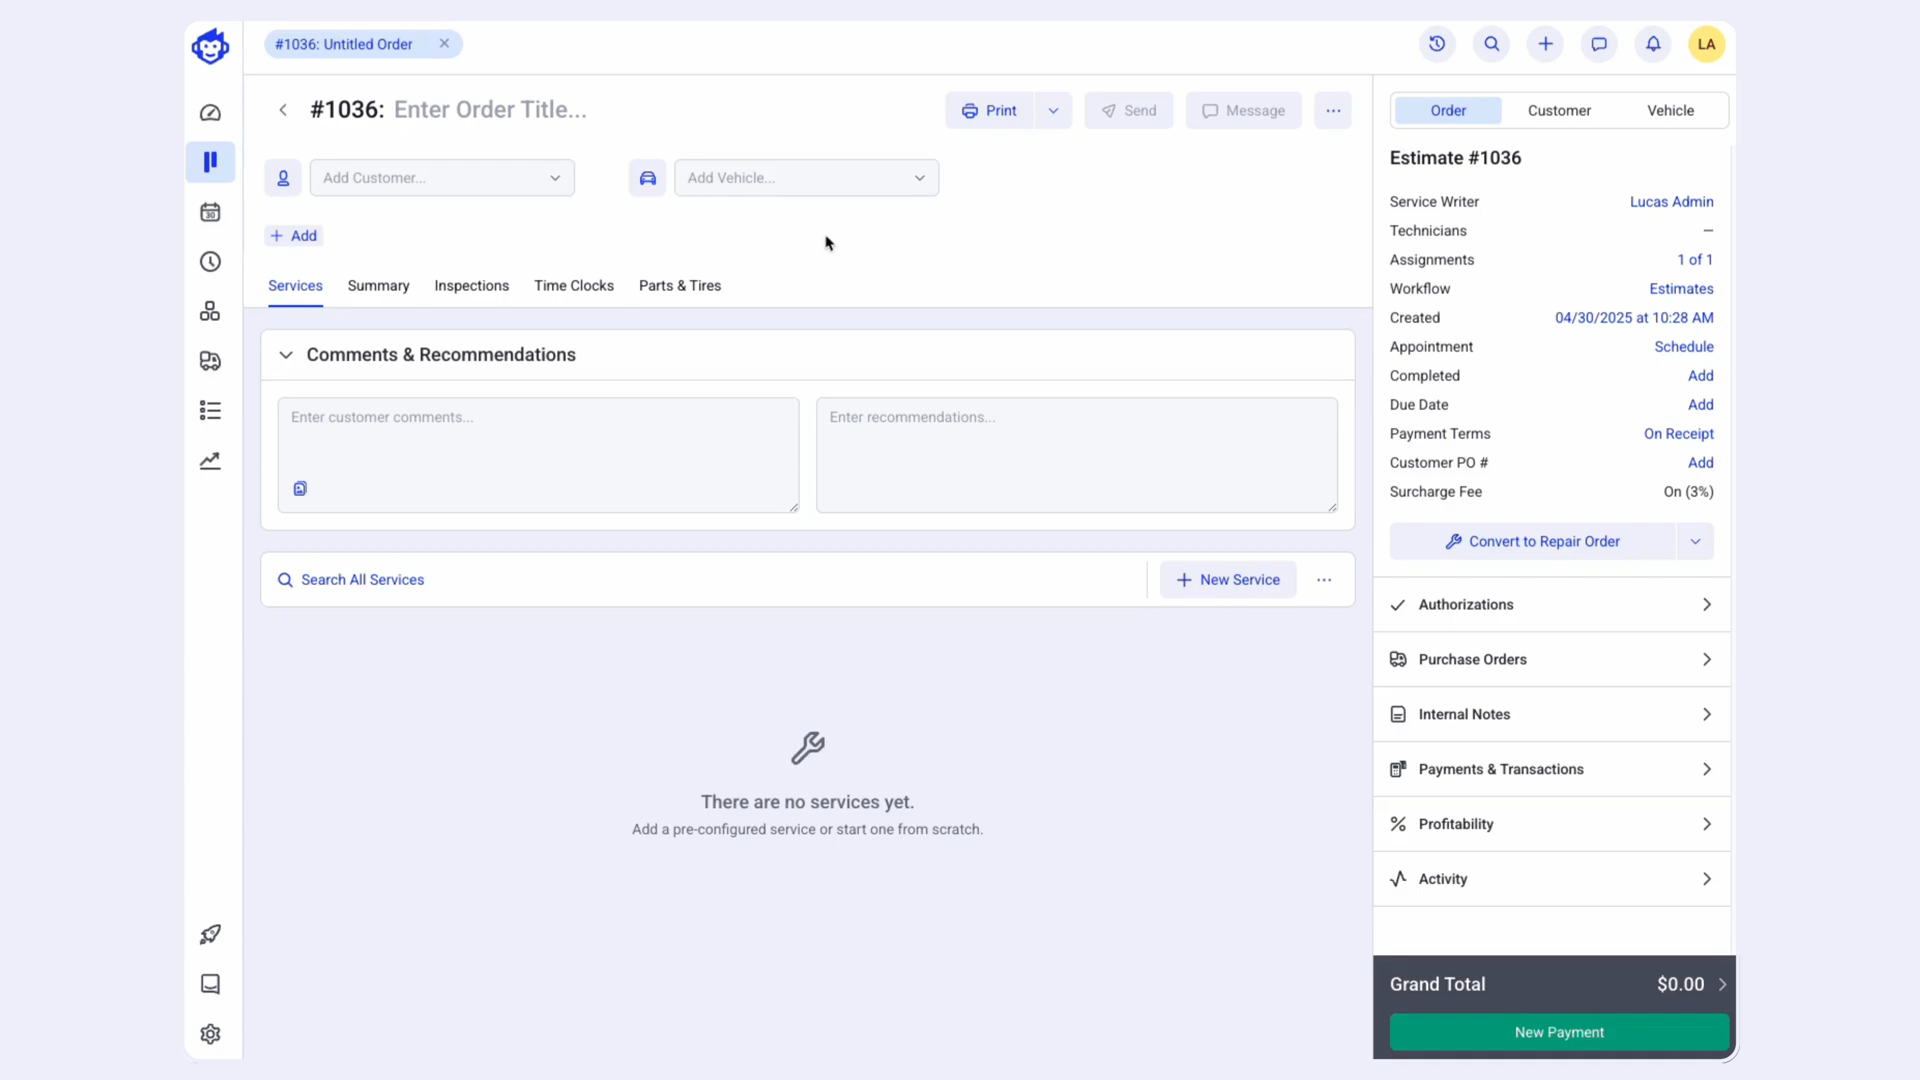 #1036: Untitled Order
LA
#1036: Enter Order Title...
Print
Send
Message
Add Customer...
Add Vehicle...
Add
Services
Summary
Inspections
Time Clocks
Parts & Tires
Comments & Recommendations
Enter customer comments...
Enter recommendations...
Search All Services
New Service
There are no services yet.
Add a pre-configured service or start one from scratch.
30
Order
Customer
Vehicle
Estimate #1036
Service Writer Lucas Admin
Technicians –
Assignments 1 of 1
Workflow Estimates
Created 04/30/2025 at 10:28 AM
Appointment Schedule
Completed Add
Due Date Add
Payment Terms On Receipt
Customer PO # Add
Surcharge Fee On (3%)
Convert to Repair Order
Authorizations
Purchase Orders
Internal Notes
Payments & Transactions
Profitability
Activity
Grand Total $0.00
New Payment